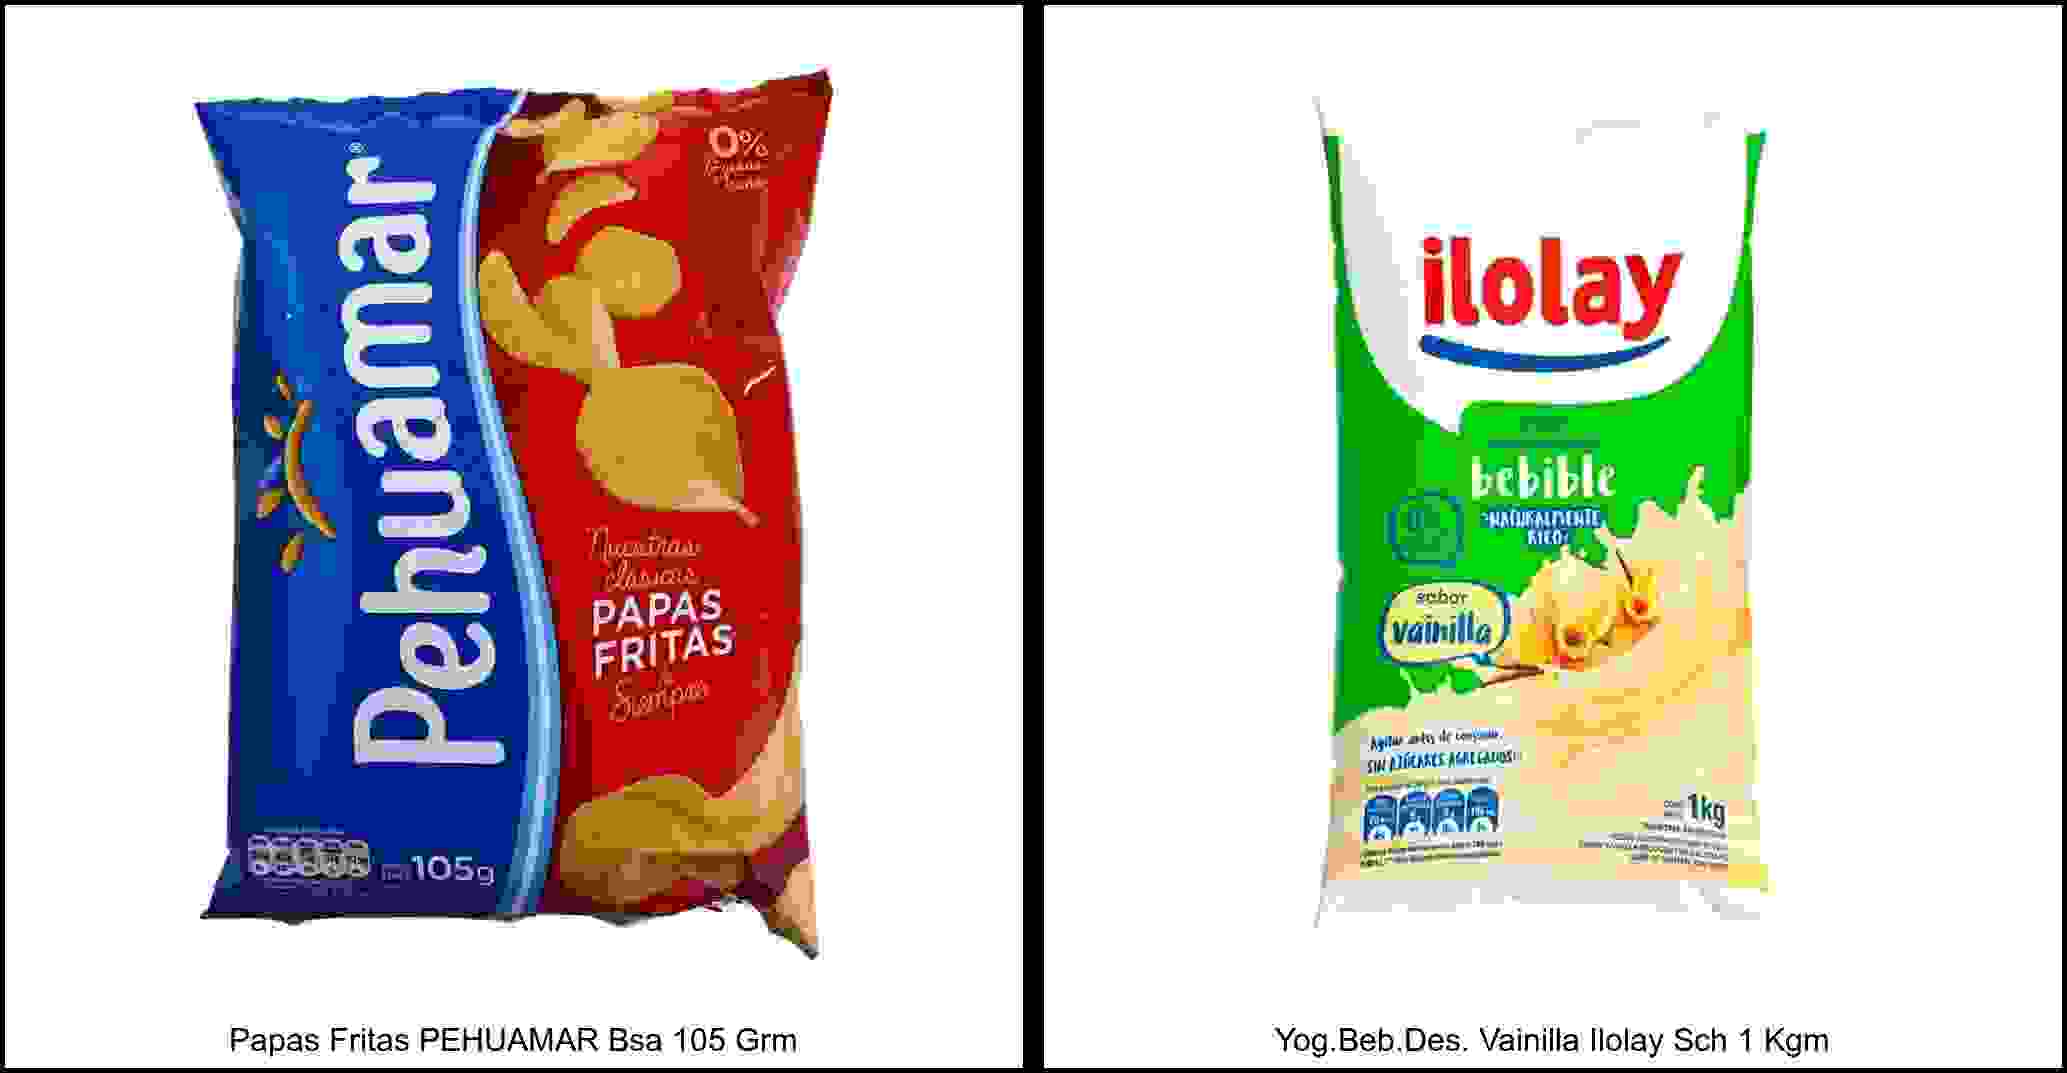 Pehuamar®
0%
Nuestras
clásicas
PAPAS
FRITAS
de
Siempre
105g
Papas Fritas PEHUAMAR Bsa 105 Grm
ilolay
bebible
NATURALMENTE
RICO
sabor
vainilla
Agitar antes de consumir.
SIN AZÚCARES AGREGADOS
1kg
Yog.Beb.Des. Vainilla Ilolay Sch 1 Kgm